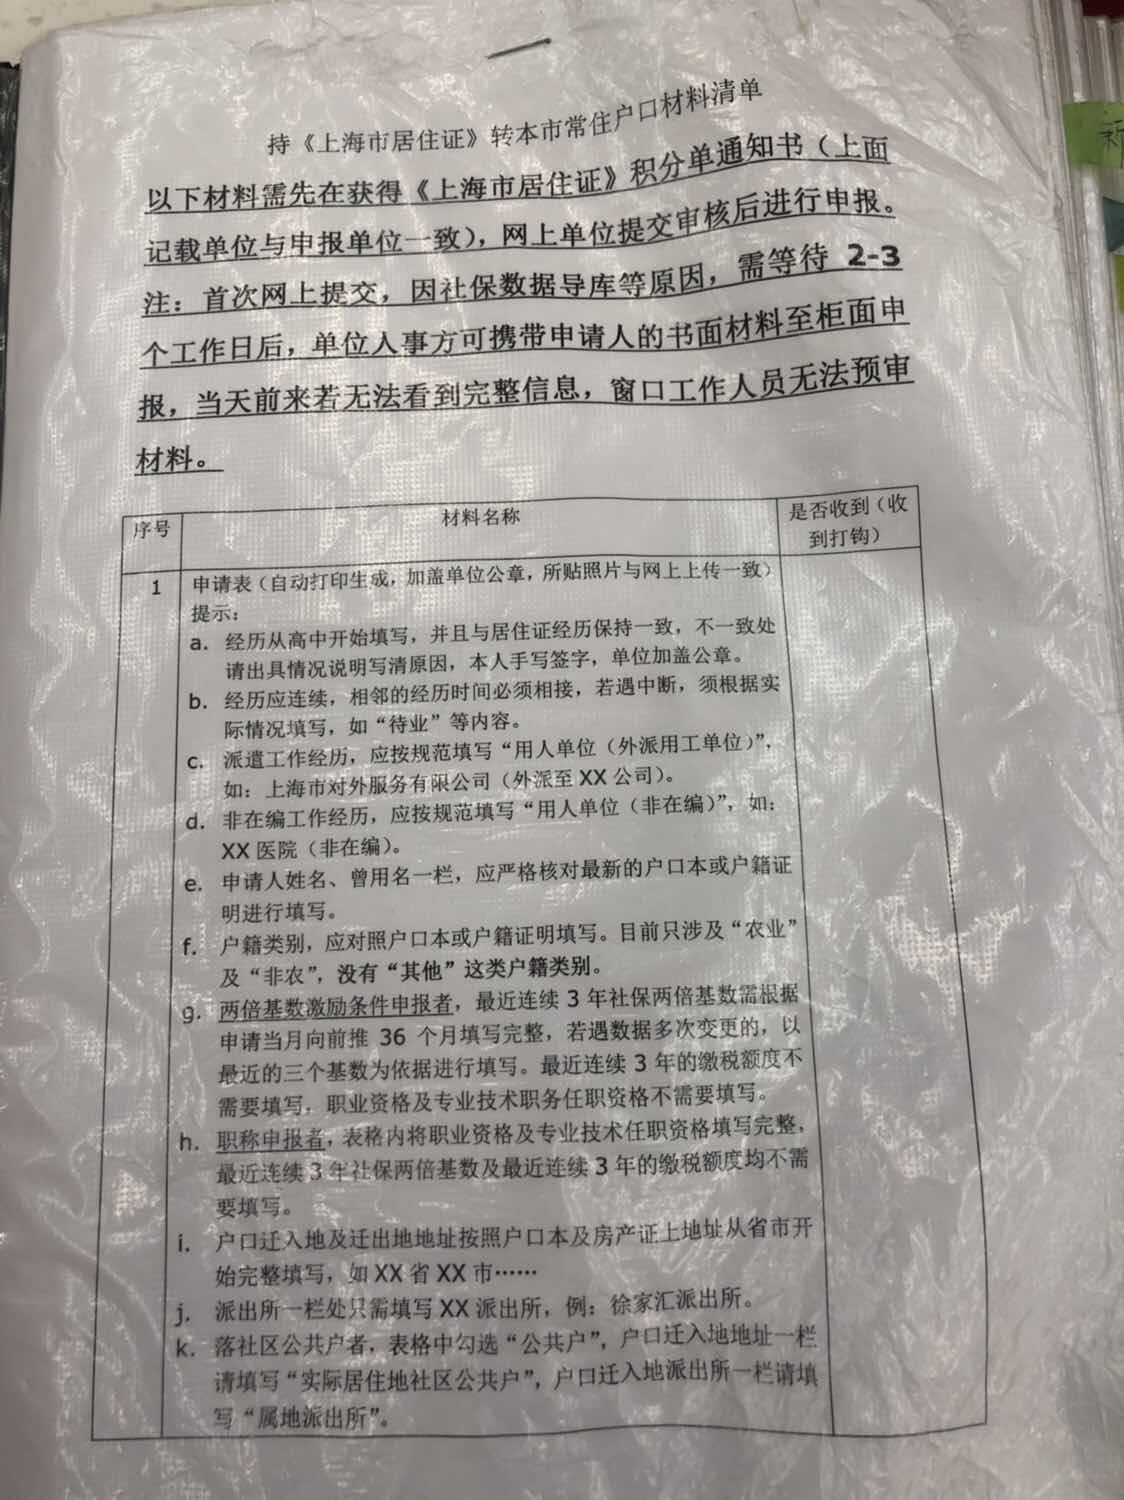 持《上海市居住证》转本市常住户口材料清单
以下材料需先在获得《上海市居住证》积分单通知书（上面
记载单位与申报单位一致），网上单位提交审核后进行申报。
注：首次网上提交，因社保数据导库等原因，需等待 2-3
个工作日后，单位人事方可携带申请人的书面材料至柜面申
报，当天前来若无法看到完整信息，窗口工作人员无法预审
材料。
序号 材料名称 是否收到（收
到打钩）
1 申请表（自动打印生成，加盖单位公章，所贴照片与网上上传一致）
提示：
a. 经历从高中开始填写，并且与居住证经历保持一致，不一致处
请出具情况说明写清原因，本人手写签字，单位加盖公章。
b. 经历应连续，相邻的经历时间必须相接，若遇中断，须根据实
际情况填写，如“待业”等内容。
c. 派遣工作经历，应按规范填写“用人单位（外派用工单位）”，
如：上海市对外服务有限公司（外派至 XX 公司）。
d. 非在编工作经历，应按规范填写“用人单位（非在编）”，如：
XX 医院（非在编）。
e. 申请人姓名、曾用名一栏，应严格核对最新的户口本或户籍证
明进行填写。
f. 户籍类别，应对照户口本或户籍证明填写。目前只涉及“农业”
及“非农”，没有“其他”这类户籍类别。
g. 两倍基数激励条件申报者，最近连续 3 年社保两倍基数需根据
申请当月向前推 36 个月填写完整，若遇数据多次变更的，以
最近的三个基数为依据进行填写。最近连续 3 年的缴税额度不
需要填写，职业资格及专业技术职务任职资格不需要填写。
h. 职称申报者，表格内将职业资格及专业技术任职资格填写完整，
最近连续 3 年社保两倍基数及最近连续 3 年的缴税额度均不需
要填写。
i. 户口迁入地及迁出地地址按照户口本及房产证上地址从省市开
始完整填写，如 XX 省 XX 市……
j. 派出所一栏处只需填写 XX 派出所，例：徐家汇派出所。
k. 落社区公共户者，表格中勾选“公共户”，户口迁入地地址一栏
请填写“实际居住地社区公共户”，户口迁入地派出所一栏请填
写“属地派出所”。